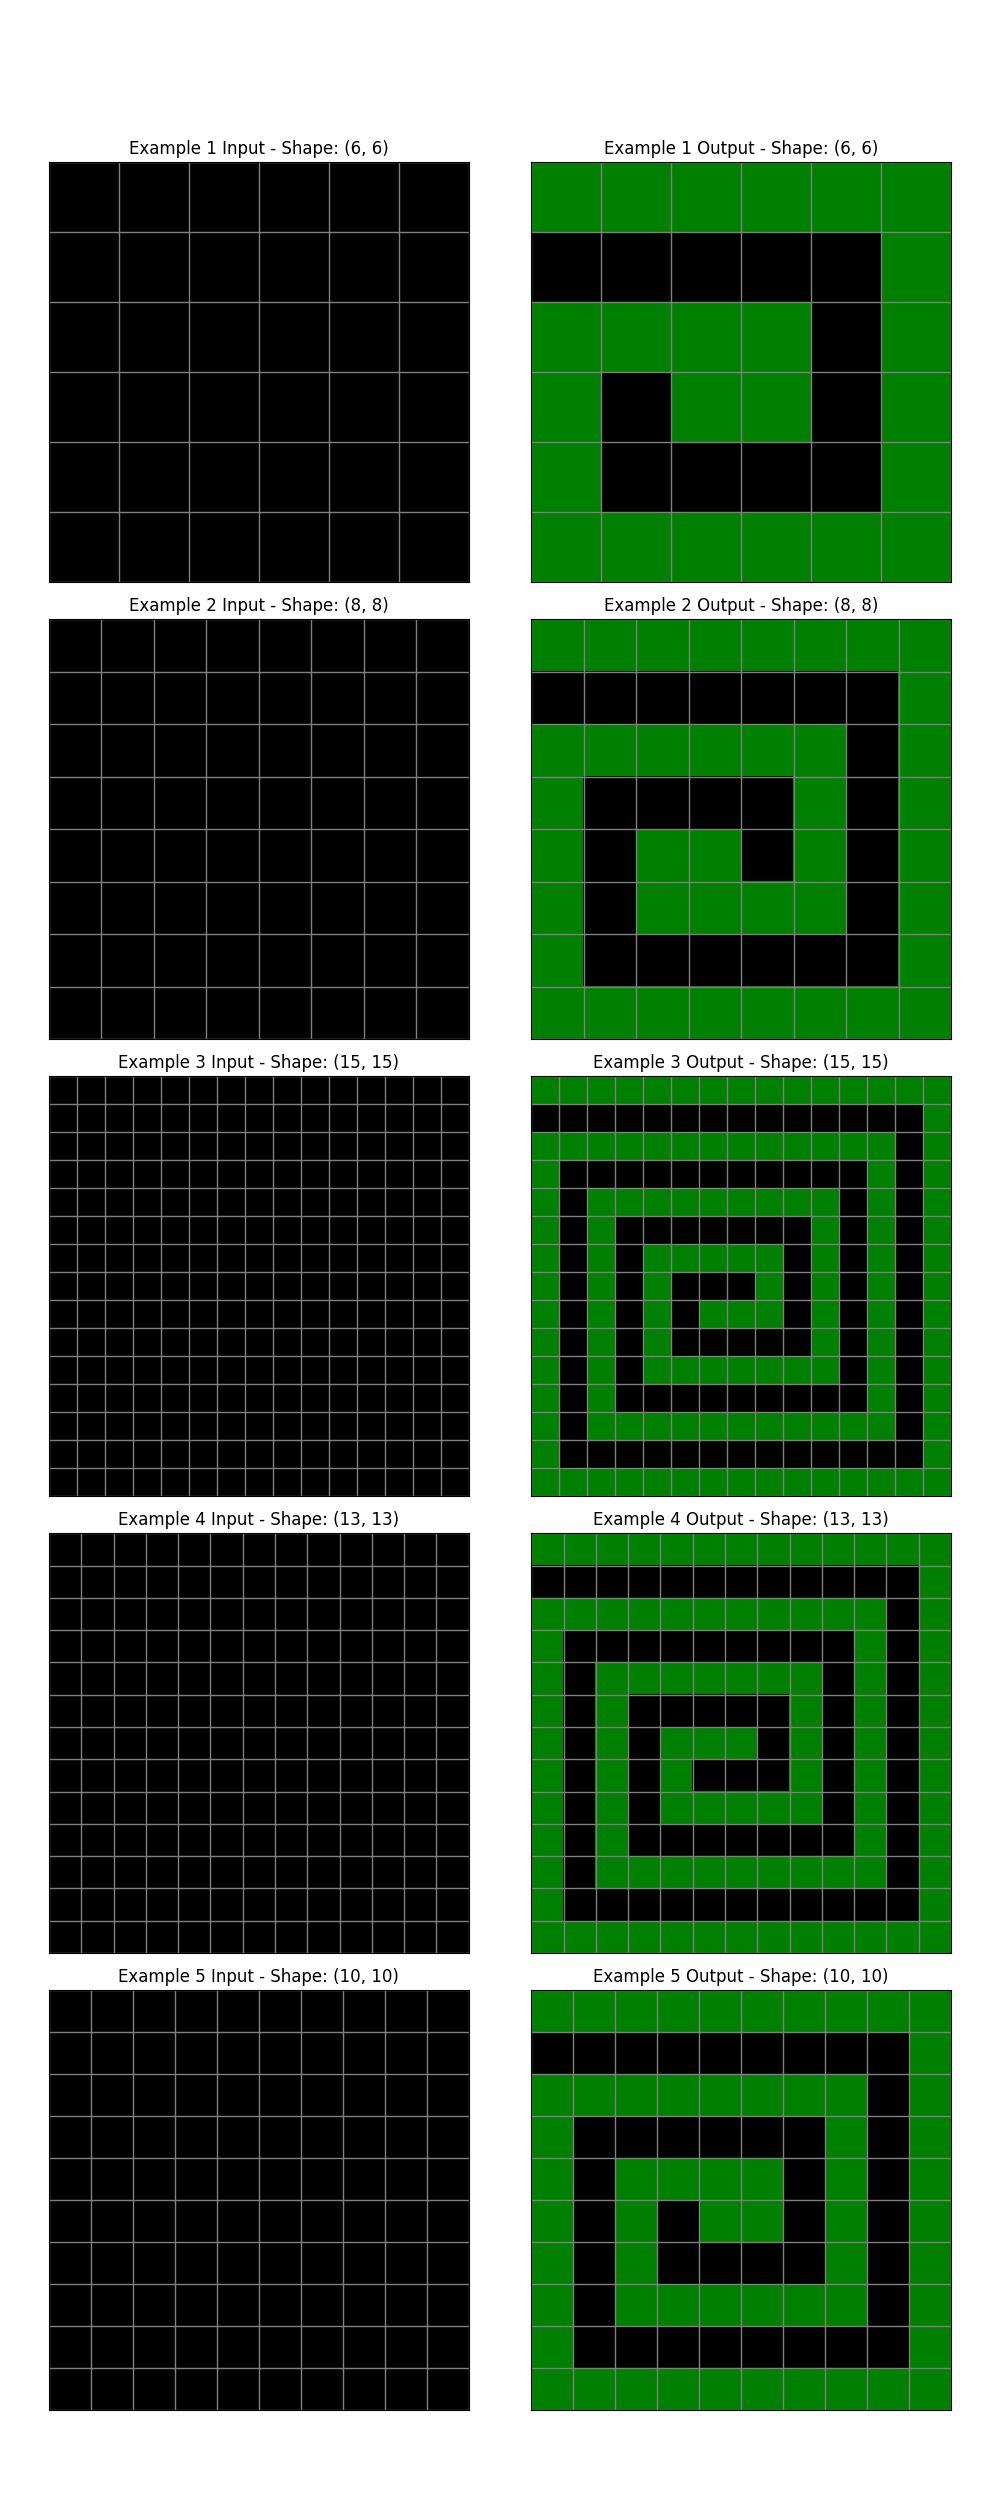 Example 1 Input - Shape: (6, 6)
Example 1 Output - Shape: (6, 6)
Example 2 Input - Shape: (8, 8)
Example 2 Output - Shape: (8, 8)
Example 3 Input - Shape: (15, 15)
Example 3 Output - Shape: (15, 15)
Example 4 Input - Shape: (13, 13)
Example 4 Output - Shape: (13, 13)
Example 5 Input - Shape: (10, 10)
Example 5 Output - Shape: (10, 10)